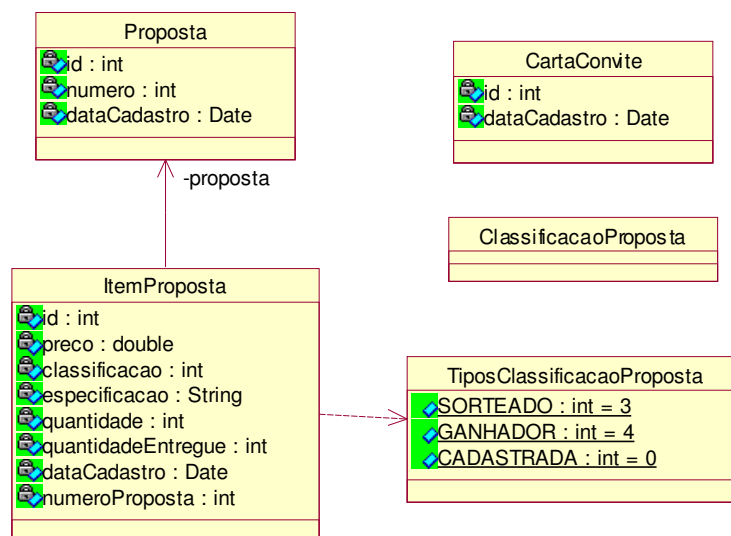 Proposta
id : int
numero : int
dataCadastro : Date
CartaConvite
id : int
dataCadastro : Date
-proposta
ClassificacaoProposta
ItemProposta
id : int
preco : double
classificacao : int
especificacao : String
quantidade : int
quantidadeEntregue : int
dataCadastro : Date
numeroProposta : int
TiposClassificacaoProposta
SORTEADO : int = 3
GANHADOR : int = 4
CADASTRADA : int = 0